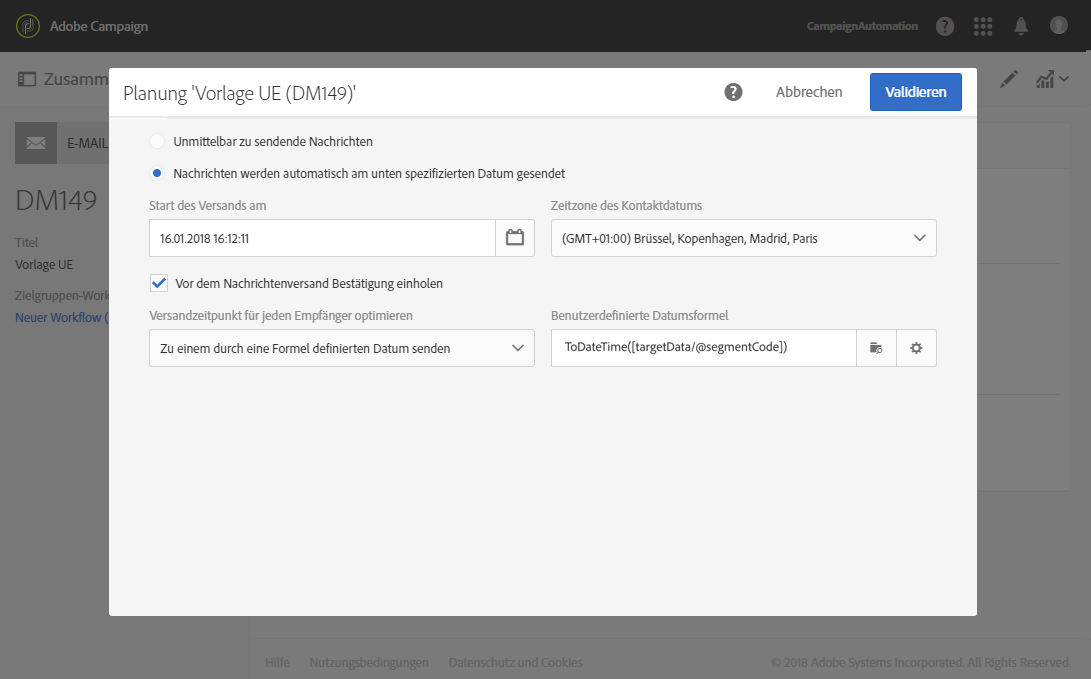 Adobe Campaign
CampaignAutomation
Zusamm
Planung 'Vorlage UE (DM149)'
Abbrechen
Validieren
E-MAIL
Unmittelbar zu sendende Nachrichten
Nachrichten werden automatisch am unten spezifizierten Datum gesendet
DM149
Start des Versands am
Zeitzone des Kontaktdatums
16.01.2018 16:12:11
(GMT+01:00) Brüssel, Kopenhagen, Madrid, Paris
Titel
Vorlage UE
Vor dem Nachrichtenversand Bestätigung einholen
Zielgruppen-Work
Neuer Workflow (
Versandzeitpunkt für jeden Empfänger optimieren
Benutzerdefinierte Datumsformel
Zu einem durch eine Formel definierten Datum senden
ToDateTime([targetData/@segmentCode])
Hilfe
Nutzungsbedingungen
Datenschutz und Cookies
© 2018 Adobe Systems Incorporated. All Rights Reserved.